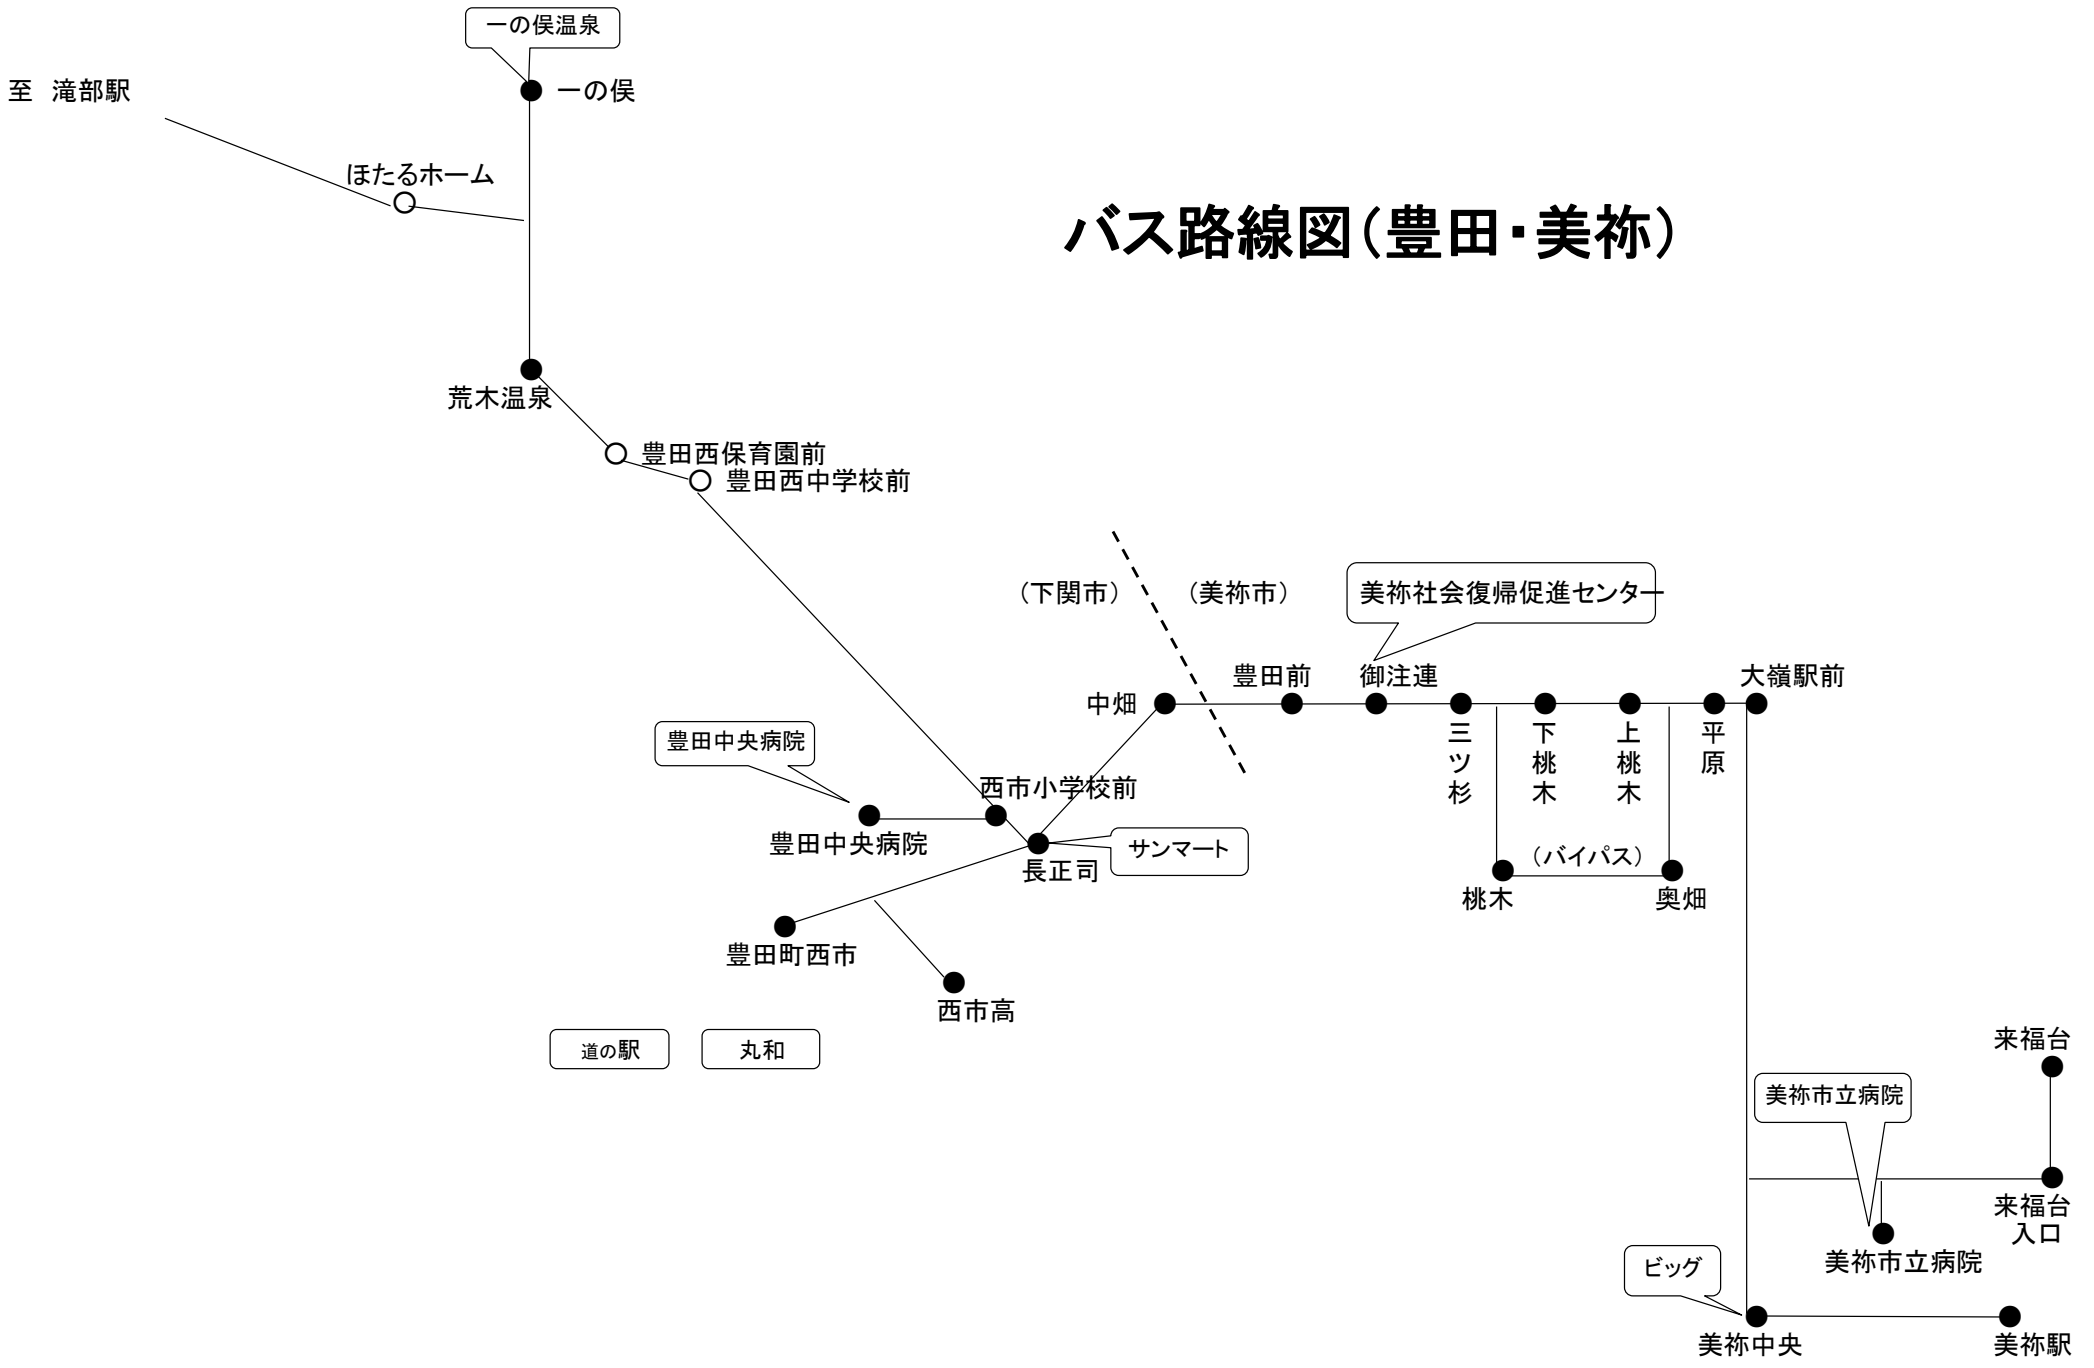 一の俣温泉
至　滝部駅
一の俣
ほたるホーム
バス路線図（豊田・美祢）
荒木温泉
豊田西保育園前
豊田西中学校前
（下関市）
（美祢市）
美祢社会復帰促進センター
中畑
豊田前
御注連
三ツ杉
下桃木
上桃木
平原
大嶺駅前
豊田中央病院
西市小学校前
豊田中央病院
長正司
サンマート
（バイパス）
桃木
奥畑
豊田町西市
西市高
道の駅
丸和
来福台
美祢市立病院
来福台
入口
美祢市立病院
ビッグ
美祢中央
美祢駅